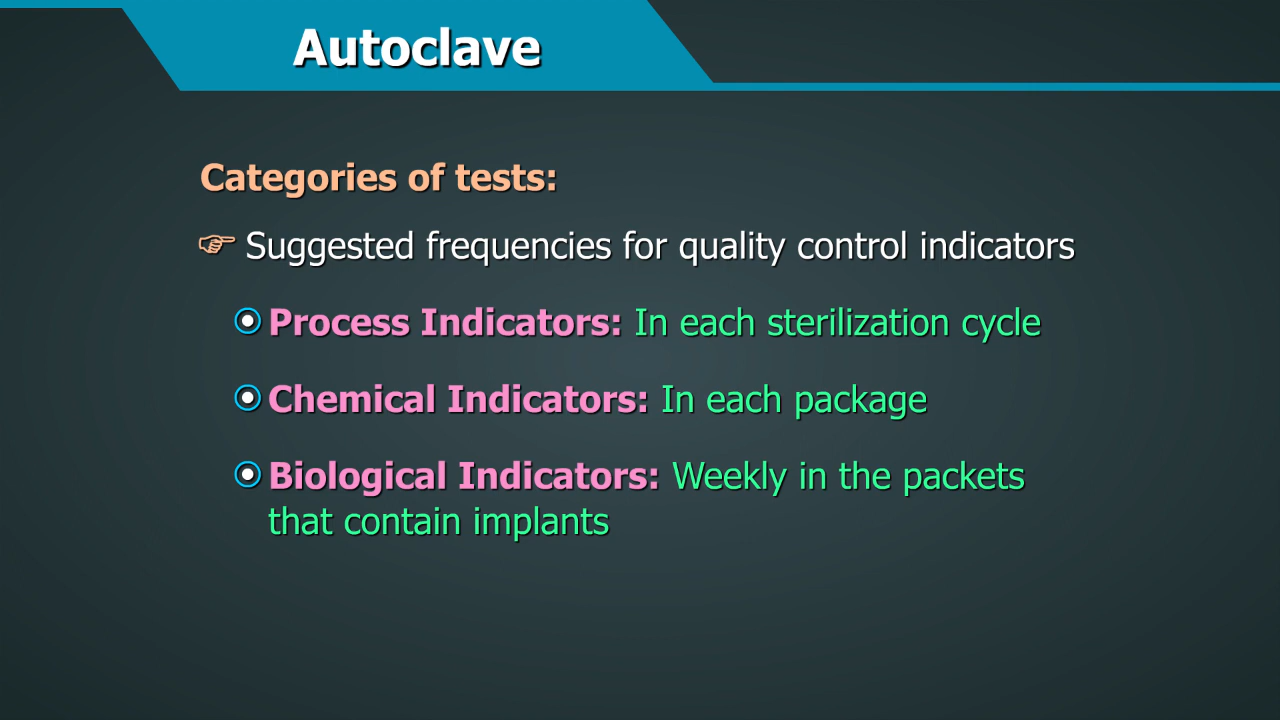 Autoclave
Categories of tests:
Suggested frequencies for quality control indicators
Process Indicators: In each sterilization cycle
Chemical Indicators: In each package
Biological Indicators: Weekly in the packets
that contain implants